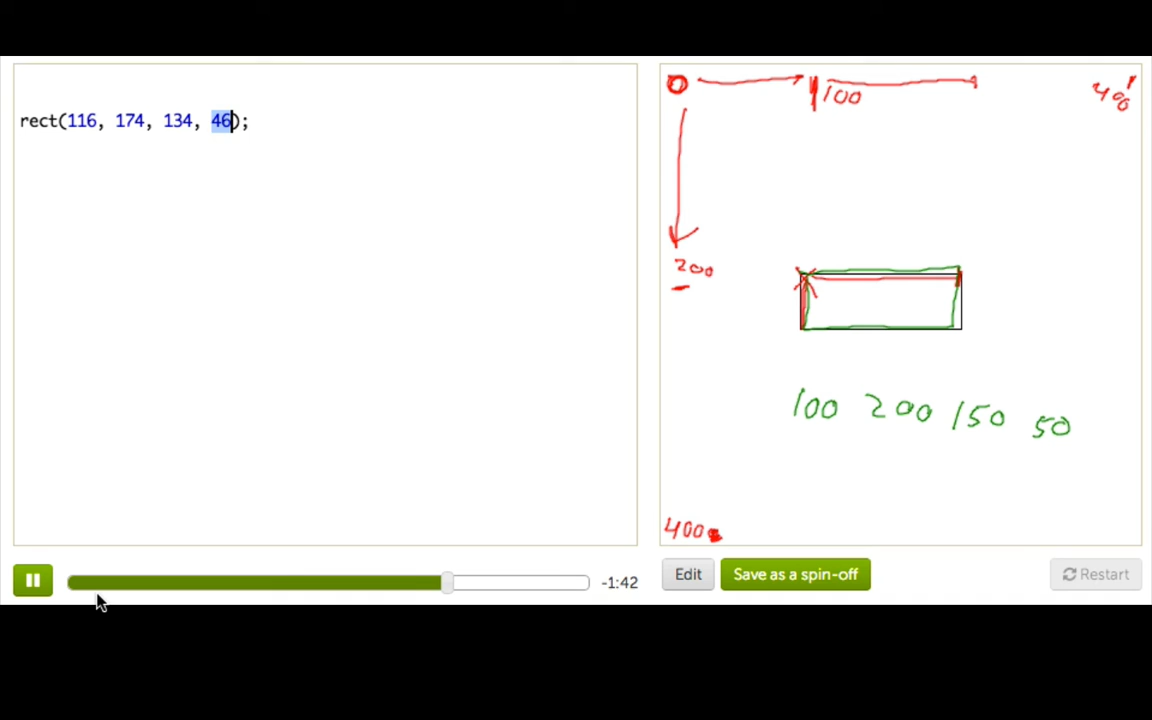 rect(116, 174, 134, 46);
100
400
200
100 200 150 50
400
-1:42
Edit
Save as a spin-off
Restart